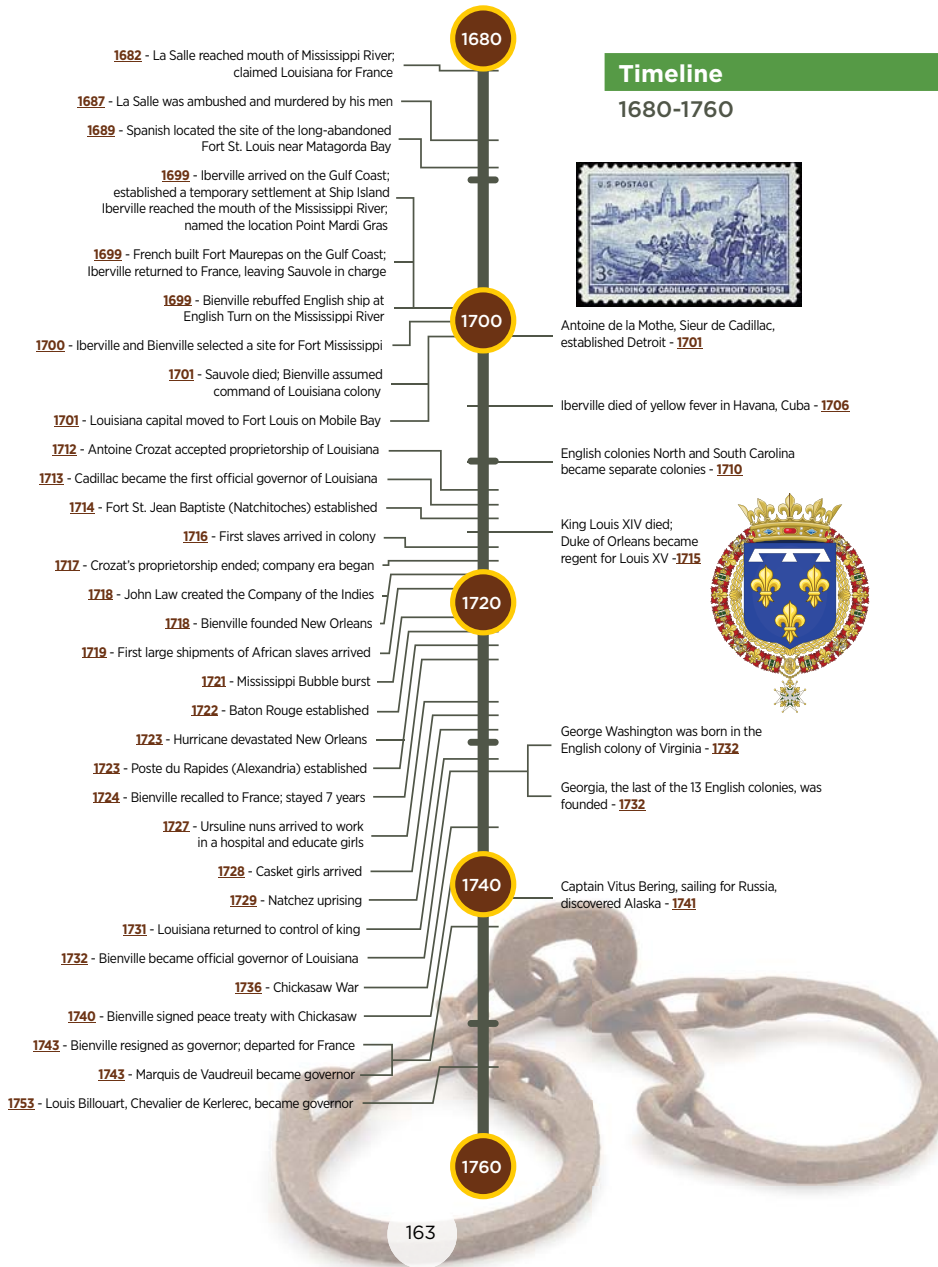 1680
Timeline
1680-1760
1682 - La Salle reached mouth of Mississippi River;
claimed Louisiana for France
1687 - La Salle was ambushed and murdered by his men
1689 - Spanish located the site of the long-abandoned
Fort St. Louis near Matagorda Bay
1699 - Iberville arrived on the Gulf Coast;
established a temporary settlement at Ship Island
Iberville reached the mouth of the Mississippi River;
named the location Point Mardi Gras
1699 - French built Fort Maurepas on the Gulf Coast;
Iberville returned to France, leaving Sauvole in charge
1699 - Bienville rebuffed English ship at
English Turn on the Mississippi River
1700
1700 - Iberville and Bienville selected a site for Fort Mississippi
1701 - Sauvole died; Bienville assumed
command of Louisiana colony
1701 - Louisiana capital moved to Fort Louis on Mobile Bay
1712 - Antoine Crozat accepted proprietorship of Louisiana
1713 - Cadillac became the first official governor of Louisiana
1714 - Fort St. Jean Baptiste (Natchitoches) established
1716 - First slaves arrived in colony
1717 - Crozat's proprietorship ended; company era began
1718 - John Law created the Company of the Indies
1718 - Bienville founded New Orleans
1720
1719 - First large shipments of African slaves arrived
1721 - Mississippi Bubble burst
1722 - Baton Rouge established
1723 - Hurricane devastated New Orleans
1723 - Poste du Rapides (Alexandria) established
1724 - Bienville recalled to France; stayed 7 years
1727 - Ursuline nuns arrived to work
in a hospital and educate girls
1728 - Casket girls arrived
1729 - Natchez uprising
1740
1731 - Louisiana returned to control of king
1732 - Bienville became official governor of Louisiana
1736 - Chickasaw War
1740 - Bienville signed peace treaty with Chickasaw
1743 - Bienville resigned as governor; departed for France
1743 - Marquis de Vaudreuil became governor
1753 - Louis Billouart, Chevalier de Kerlerec, became governor
1760
U.S. POSTAGE
3¢
THE LANDING OF CADILLAC AT DETROIT-1701-1951
Antoine de la Mothe, Sieur de Cadillac,
established Detroit - 1701
Iberville died of yellow fever in Havana, Cuba - 1706
English colonies North and South Carolina
became separate colonies - 1710
King Louis XIV died;
Duke of Orleans became
regent for Louis XV -1715
George Washington was born in the
English colony of Virginia - 1732
Georgia, the last of the 13 English colonies, was
founded - 1732
Captain Vitus Bering, sailing for Russia,
discovered Alaska - 1741
163